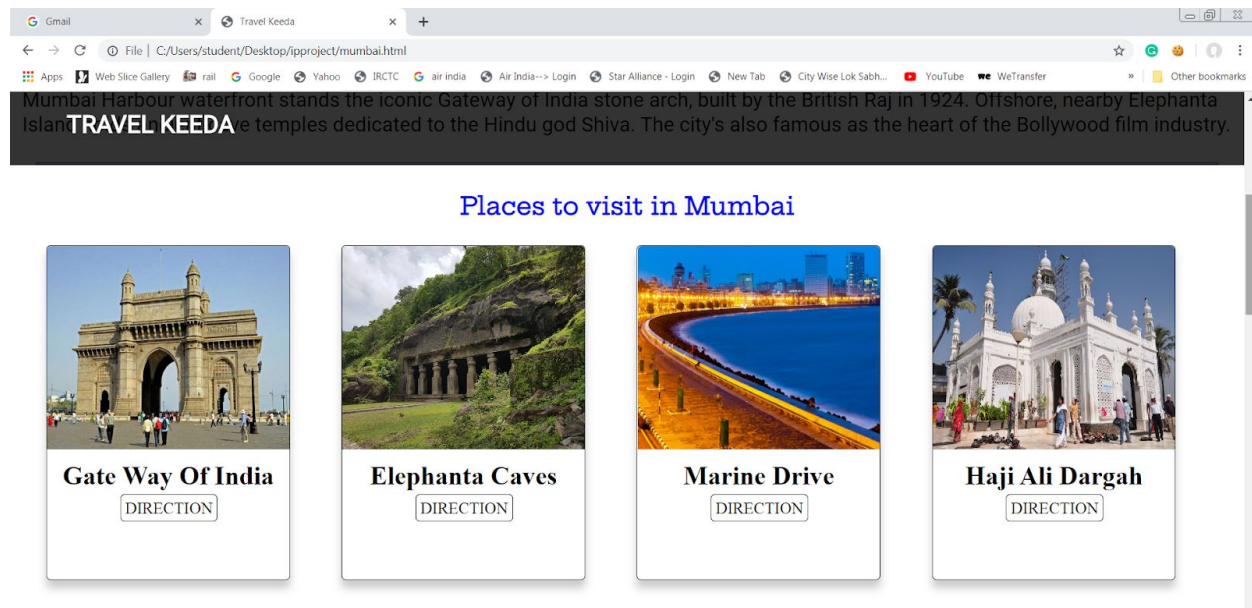 Gmail Travel Keeda
File | C:/Users/student/Desktop/ipproject/mumbai.html
Apps Web Slice Gallery rail Google Yahoo IRCTC air india Air India--> Login Star Alliance - Login New Tab City Wise Lok Sabh... YouTube we WeTransfer » Other bookmarks
Mumbai Harbour waterfront stands the iconic Gateway of India stone arch, built by the British Raj in 1924. Offshore, nearby Elephanta
TRAVEL KEEDA
temples dedicated to the Hindu god Shiva. The city's also famous as the heart of the Bollywood film industry.
Places to visit in Mumbai
Gate Way Of India
DIRECTION
Elephanta Caves
DIRECTION
Marine Drive
DIRECTION
Haji Ali Dargah
DIRECTION